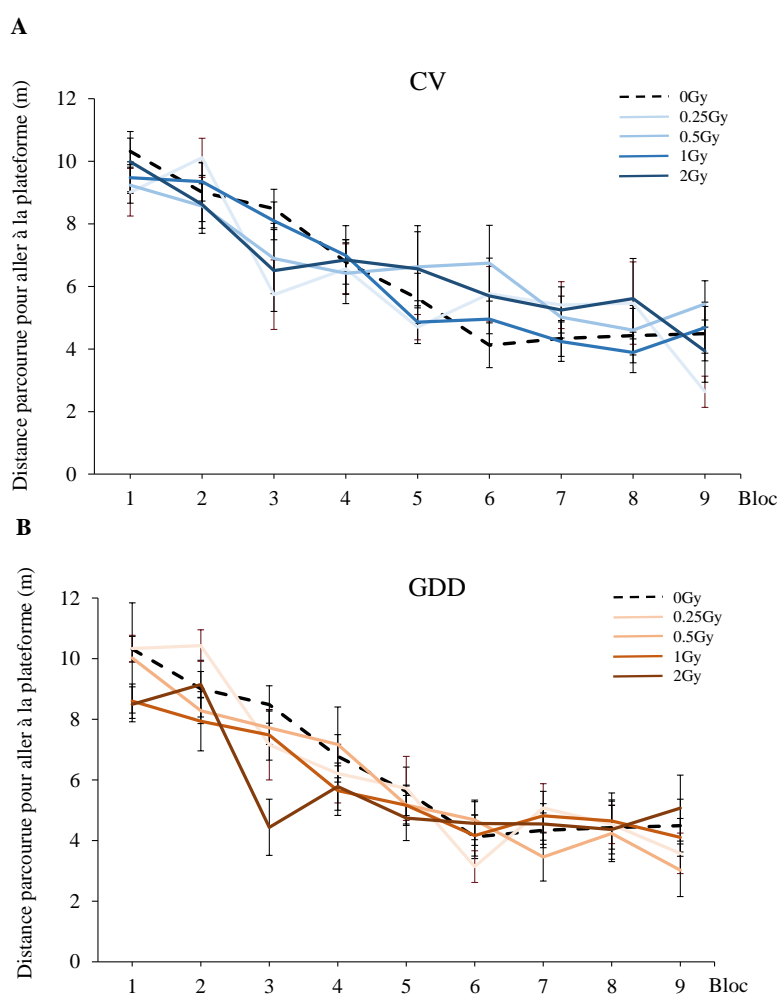 A
CV
Distance parcourue pour aller à la plateforme (m)
12
10
8
6
4
2
0
0Gy
0.25Gy
0.5Gy
1Gy
2Gy
1 2 3 4 5 6 7 8 9 Bloc
B
GDD
Distance parcourue pour aller à la plateforme (m)
12
10
8
6
4
2
0
0Gy
0.25Gy
0.5Gy
1Gy
2Gy
1 2 3 4 5 6 7 8 9 Bloc